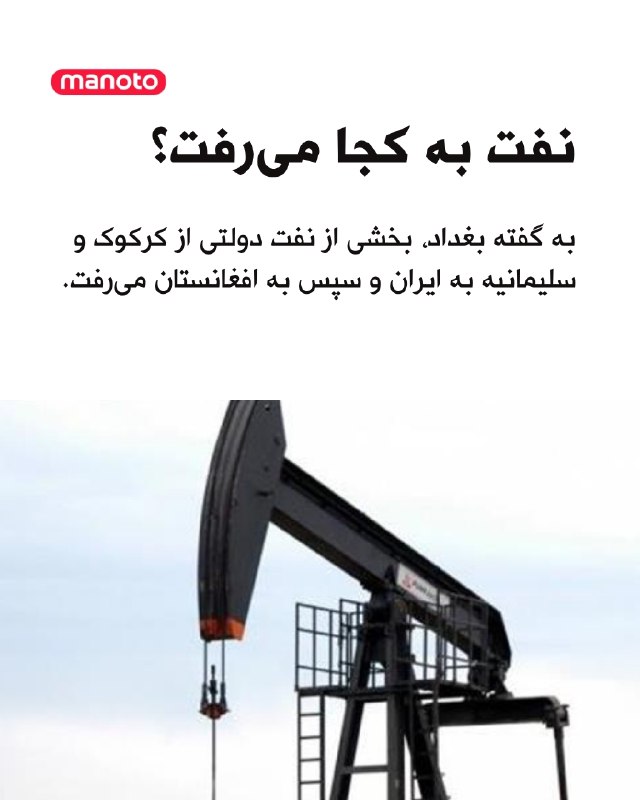 manoto
نفت به کجا می‌رفت؟
به گفته بغداد، بخشی از نفت دولتی از کرکوک و
سلیمانیه به ایران و سپس به افغانستان می‌رفت.